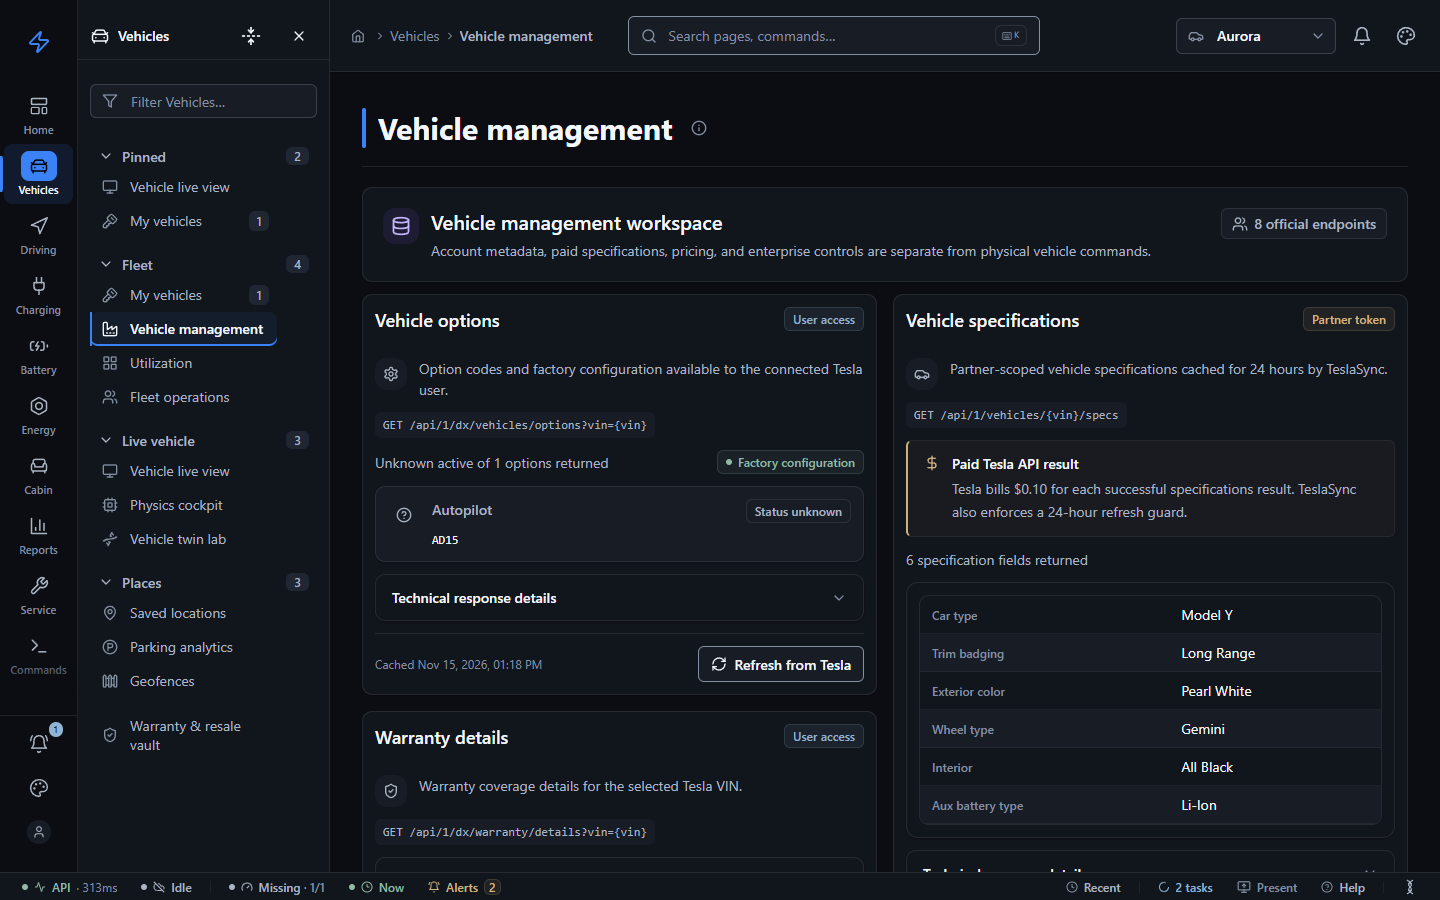 Vehicles
Home
Vehicles
Driving
Charging
Battery
Energy
Cabin
Reports
Service
Commands
1
Filter Vehicles...
Pinned 2
Vehicle live view
My vehicles 1
Fleet 4
My vehicles 1
Vehicle management
Utilization
Fleet operations
Live vehicle 3
Vehicle live view
Physics cockpit
Vehicle twin lab
Places 3
Saved locations
Parking analytics
Geofences
Warranty & resale
vault
Vehicles Vehicle management
Search pages, commands... K
Aurora
Vehicle management
Vehicle management workspace
Account metadata, paid specifications, pricing, and enterprise controls are separate from physical vehicle commands.
8 official endpoints
Vehicle options User access
Option codes and factory configuration available to the connected Tesla
user.
GET /api/1/dx/vehicles/options?vin={vin}
Unknown active of 1 options returned Factory configuration
Autopilot Status unknown
AD15
Technical response details
Cached Nov 15, 2026, 01:18 PM Refresh from Tesla
Warranty details User access
Warranty coverage details for the selected Tesla VIN.
GET /api/1/dx/warranty/details?vin={vin}
Vehicle specifications Partner token
Partner-scoped vehicle specifications cached for 24 hours by TeslaSync.
GET /api/1/vehicles/{vin}/specs
Paid Tesla API result
Tesla bills $0.10 for each successful specifications result. TeslaSync
also enforces a 24-hour refresh guard.
6 specification fields returned
Car type Model Y
Trim badging Long Range
Exterior color Pearl White
Wheel type Gemini
Interior All Black
Aux battery type Li-Ion
API · 313ms Idle Missing · 1/1 Now Alerts 2 Recent 2 tasks Present Help